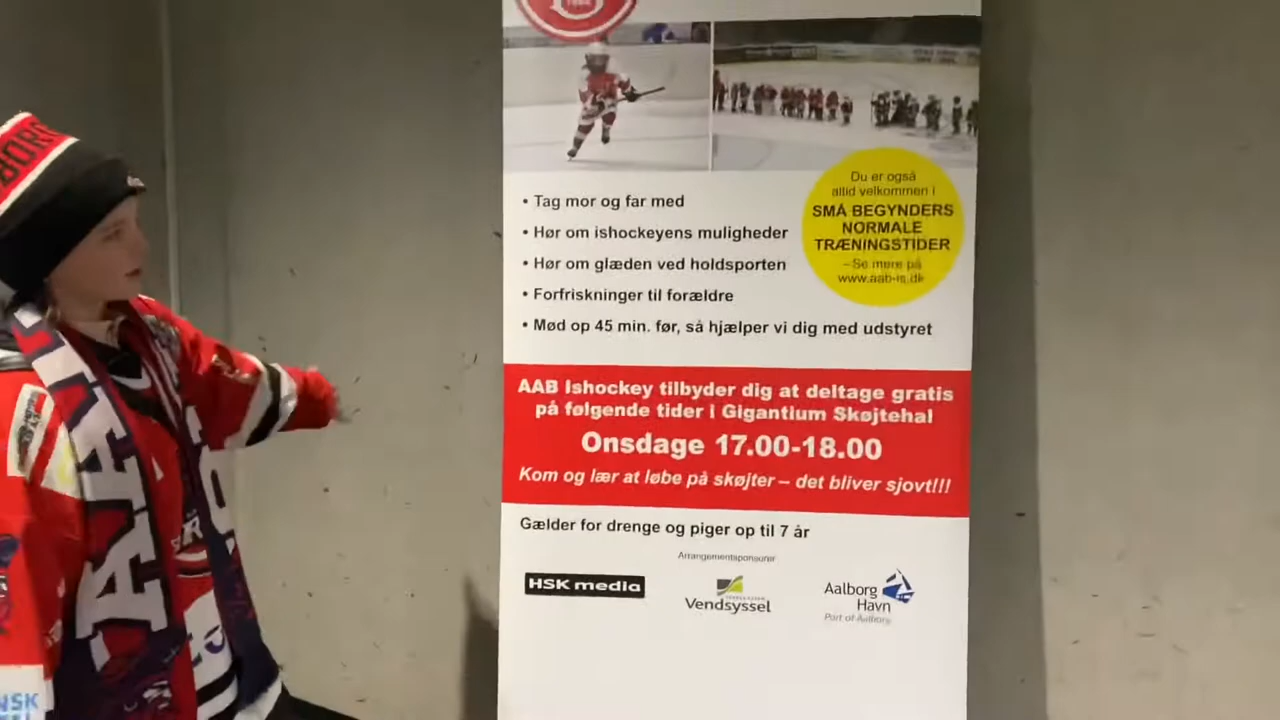 BORG
• Tag mor og far med
• Hør om ishockeyens muligheder
• Hør om glæden ved holdsporten
• Forfriskninger til forældre
• Mød op 45 min. før, så hjælper vi dig med udstyret
Du er også
altid velkommen i
SMÅ BEGYNDERS
NORMALE
TRÆNINGSTIDER
– Se mere på
www.aab-is.dk
AAB Ishockey tilbyder dig at deltage gratis
på følgende tider i Gigantium Skøjtehal
Onsdage 17.00-18.00
Kom og lær at løbe på skøjter – det bliver sjovt!!!
Gælder for drenge og piger op til 7 år
Arrangementsponsorer
HSK media
Vendsyssel
Aalborg
Havn
Port of Aalborg